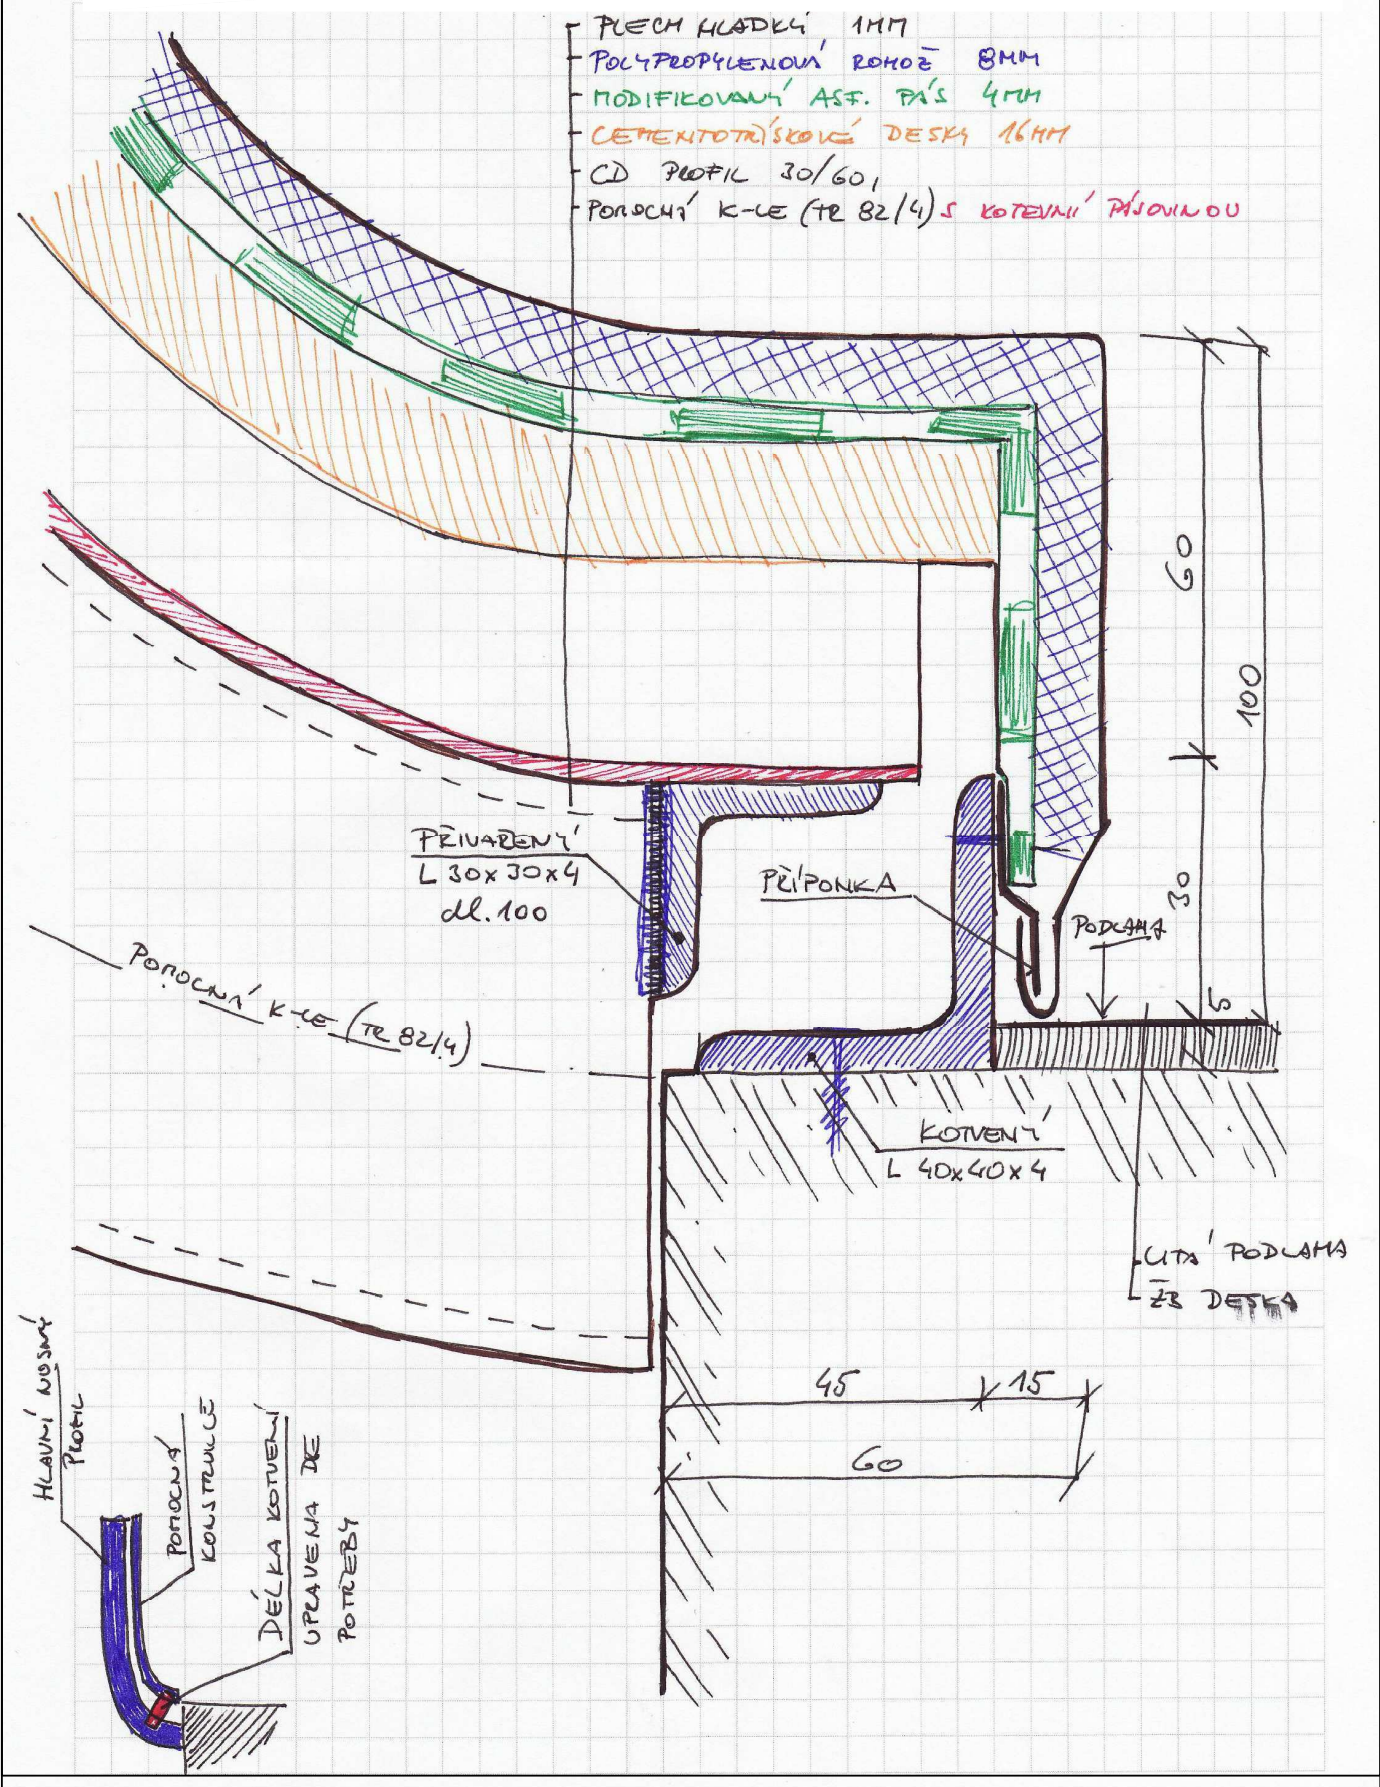 PLECH HLADKÝ 1MM
POLYPROPYLENOVÁ ROHOŽ 8MM
MODIFIKOVANÝ ASF. PÁS 4MM
CEMENTOTŘÍSKOVÉ DESKY 16MM
CD PROFIL 30/60,
POMOCNÁ K-CE (TR 82/4) S KOTEVNÍ PÁSOVINOU
60
100
PŘIVAŘENÝ
L 30x30x4
dl. 100
PŘÍPONKA
30
PODLAHA
5
POMOCNÁ K-CE (TR 82/4)
KOTVENÝ
L 40x40x4
LITÁ PODLAHA
ŽB DESKA
45
15
60
HLAVNÍ NOSNÝ
PROFIL
POMOCNÁ
KONSTRUKCE
DÉLKA KOTVENÍ
UPRAVENA DLE
POTŘEBY